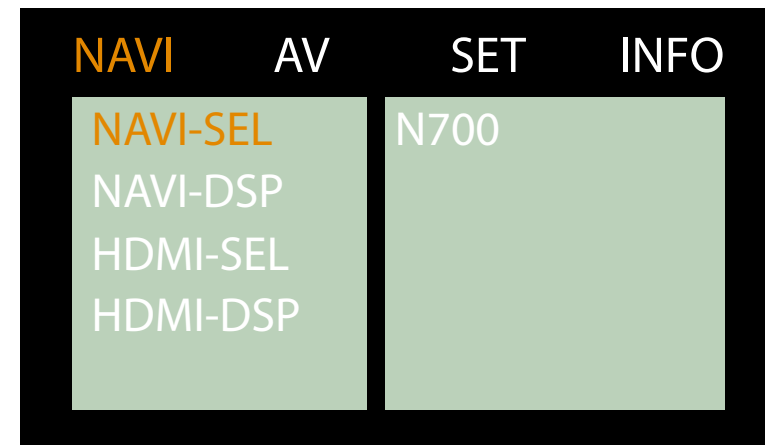 NAVI AV SET INFO
NAVI-SEL N700
NAVI-DSP
HDMI-SEL
HDMI-DSP